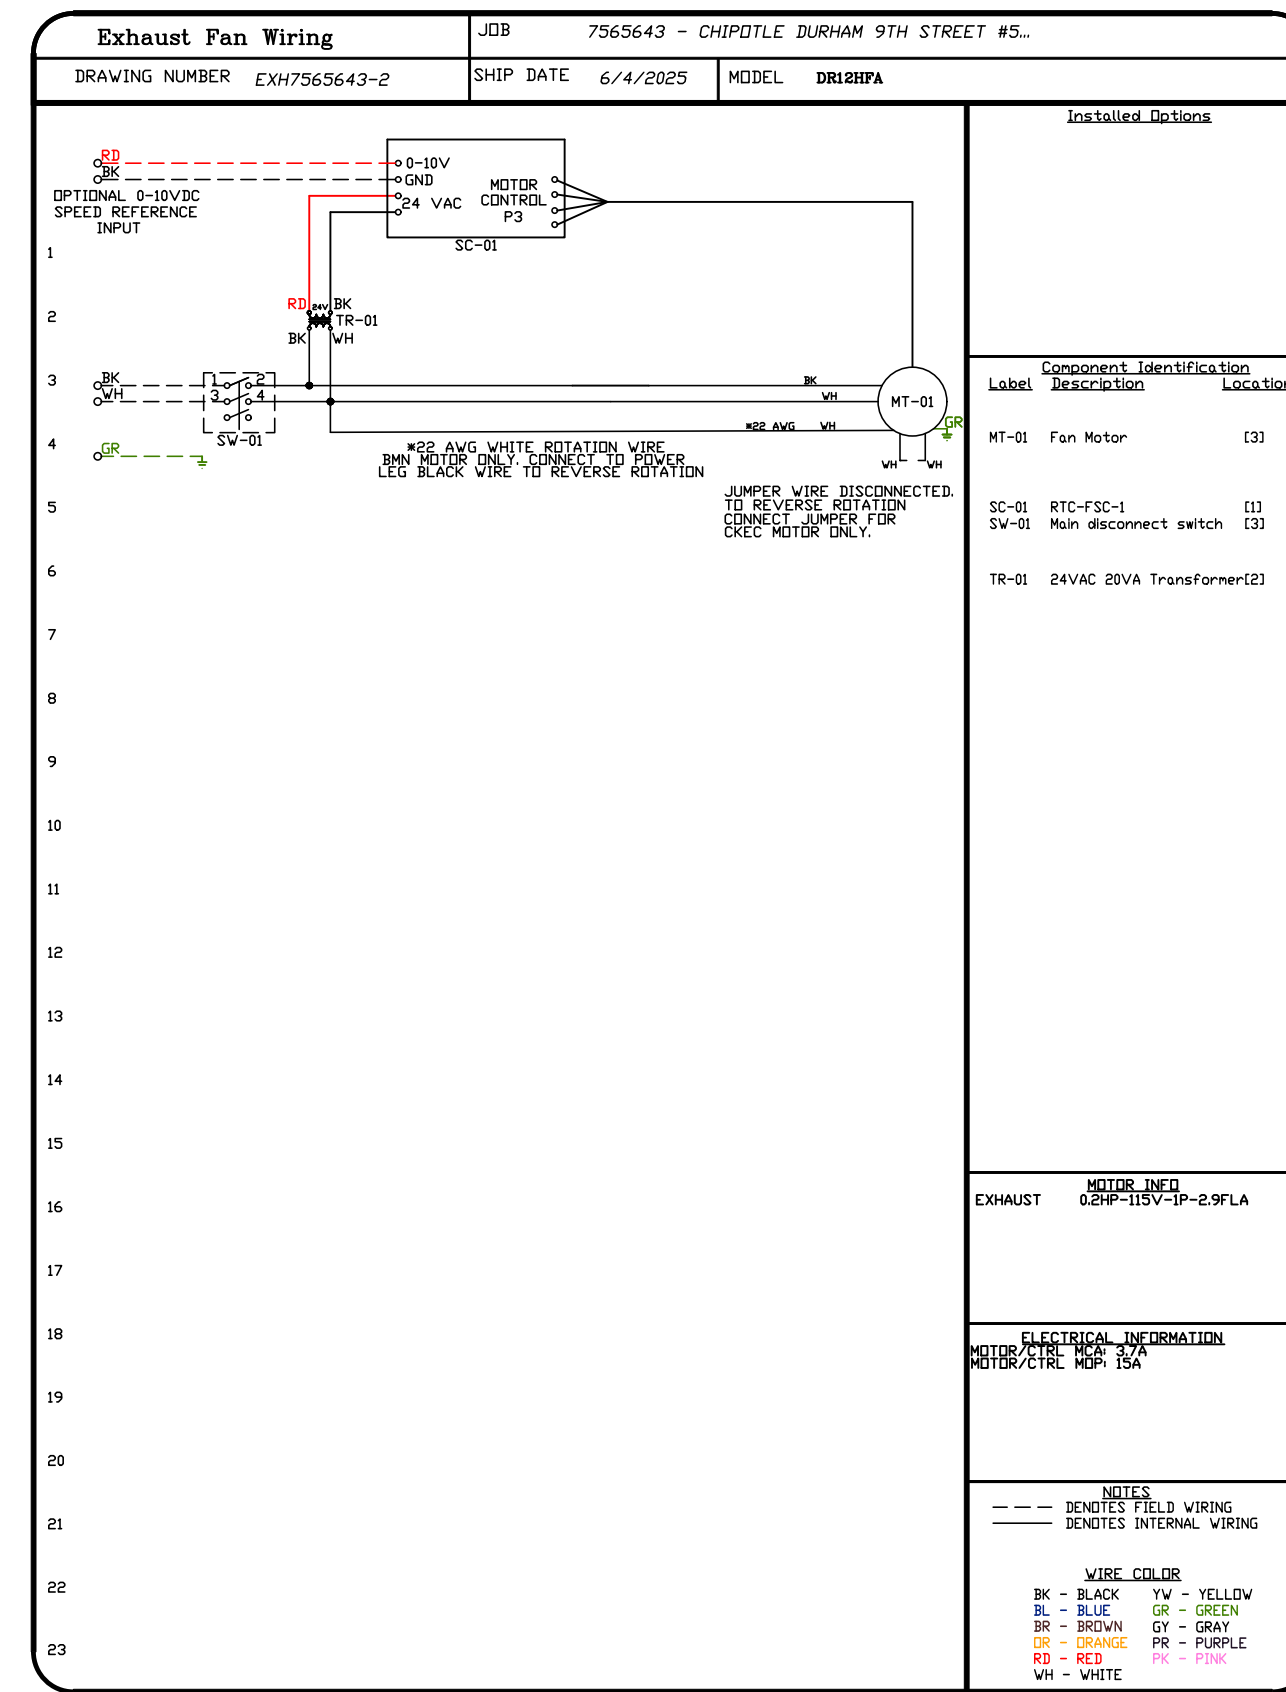 Exhaust Fan Wiring
JOB 7565643 - CHIPOTLE DURHAM 9TH STREET #5...
DRAWING NUMBER EXH7565643-2
SHIP DATE 6/4/2025
MODEL DR12HFA
RD
BK
OPTIONAL 0-10VDC
SPEED REFERENCE
INPUT
0-10V
GND
24 VAC
MOTOR
CONTROL
P3
SC-01
RD 24V BK
TR-01
BK WH
BK
WH
1 2
3 4
SW-01
GR
BK
WH
*22 AWG WH
MT-01
GR
WH WH
*22 AWG WHITE ROTATION WIRE
BMN MOTOR ONLY. CONNECT TO POWER
LEG BLACK WIRE TO REVERSE ROTATION
JUMPER WIRE DISCONNECTED.
TO REVERSE ROTATION
CONNECT JUMPER FOR
CKEC MOTOR ONLY.
1
2
3
4
5
6
7
8
9
10
11
12
13
14
15
16
17
18
19
20
21
22
23
Installed Options
Component Identification
Label Description Location
MT-01 Fan Motor [3]
SC-01 RTC-FSC-1 [1]
SW-01 Main disconnect switch [3]
TR-01 24VAC 20VA Transformer[2]
MOTOR INFO
EXHAUST 0.2HP-115V-1P-2.9FLA
ELECTRICAL INFORMATION
MOTOR/CTRL MCA: 3.7A
MOTOR/CTRL MOP: 15A
NOTES
DENOTES FIELD WIRING
DENOTES INTERNAL WIRING
WIRE COLOR
BK - BLACK YW - YELLOW
BL - BLUE GR - GREEN
BR - BROWN GY - GRAY
OR - ORANGE PR - PURPLE
RD - RED PK - PINK
WH - WHITE